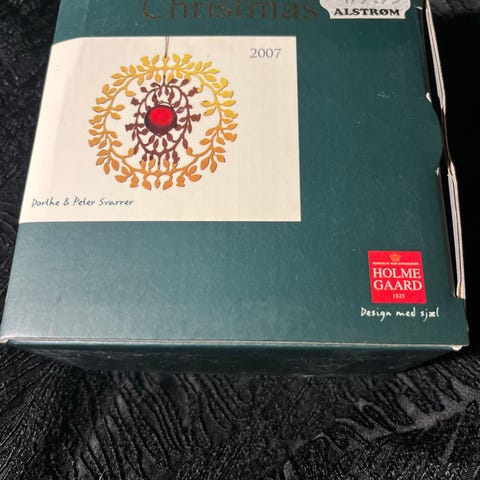 Christmas
ALSTRØM
2007
Dorthe & Peter Svarrer
HOLME
GAARD
1825
Design med sjæl